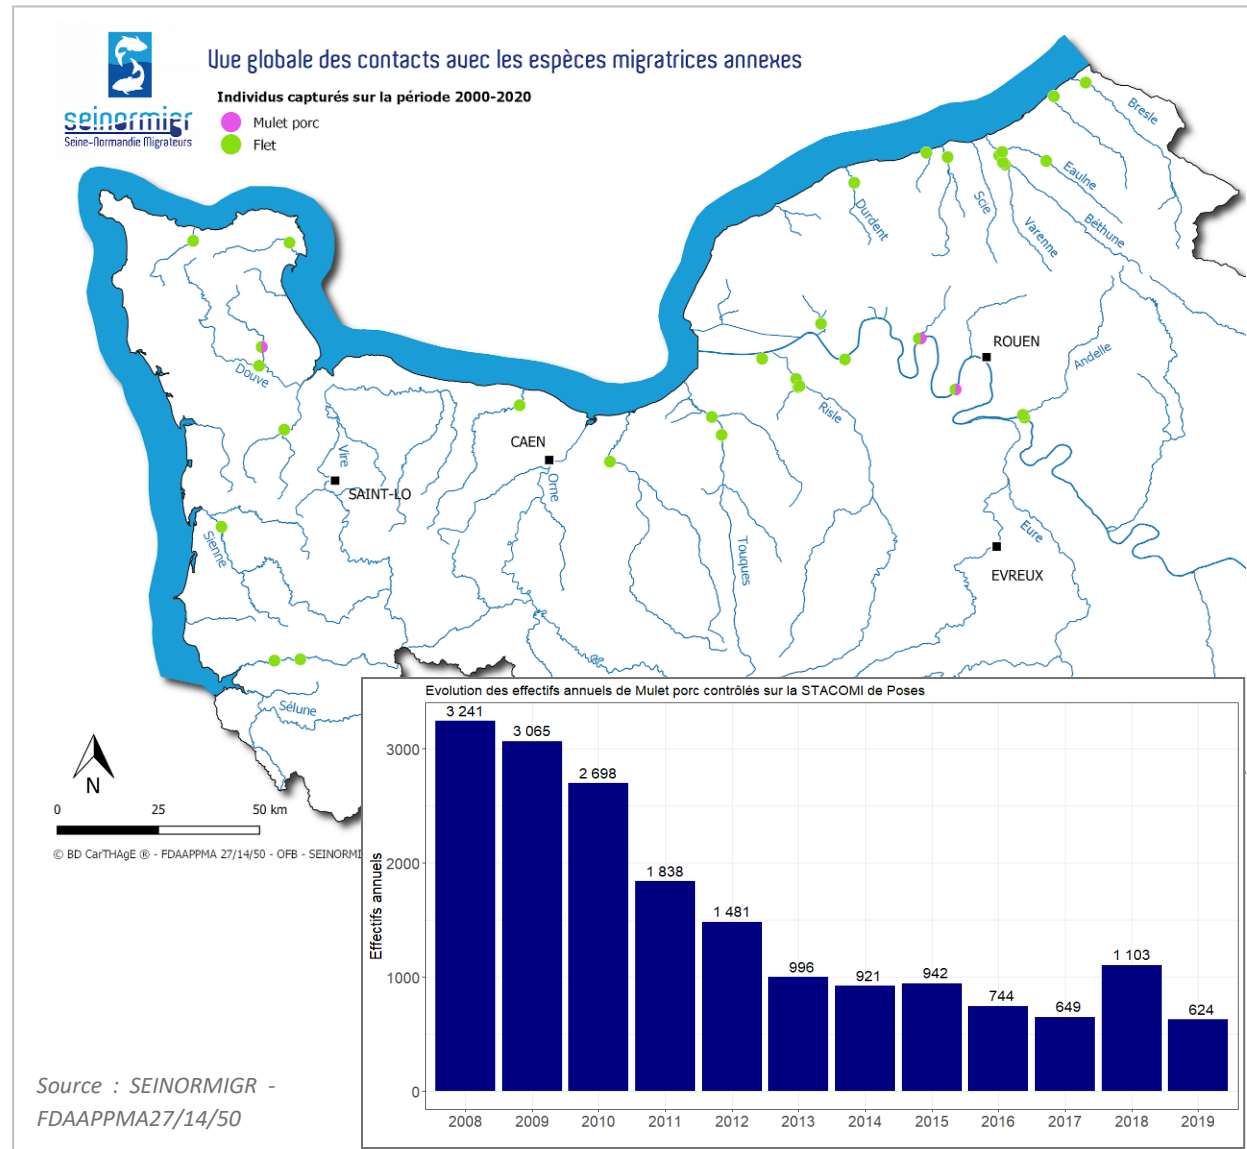 Vue globale des contacts avec les espèces migratrices annexes
seinormigr
Seine-Normandie Migrateurs
Individus capturés sur la période 2000-2020
Mulet porc
Flet
Bresle
Eaulne
Béthune
Varenne
Scie
Durdent
ROUEN
Andelle
Risle
Douve
CAEN
Vire
SAINT-LO
Orne
Sienne
Touques
Eure
EVREUX
Sélune
N
0 25 50 km
© BD CarTHAgE ® - FDAAPPMA 27/14/50 - OFB - SEINORMI
Evolution des effectifs annuels de Mulet porc contrôlés sur la STACOMI de Poses
Effectifs annuels
3000
2000
1000
0
3 241
3 065
2 698
1 838
1 481
996
921
942
744
649
1 103
624
2008 2009 2010 2011 2012 2013 2014 2015 2016 2017 2018 2019
Source : SEINORMIGR -
FDAAPPMA27/14/50